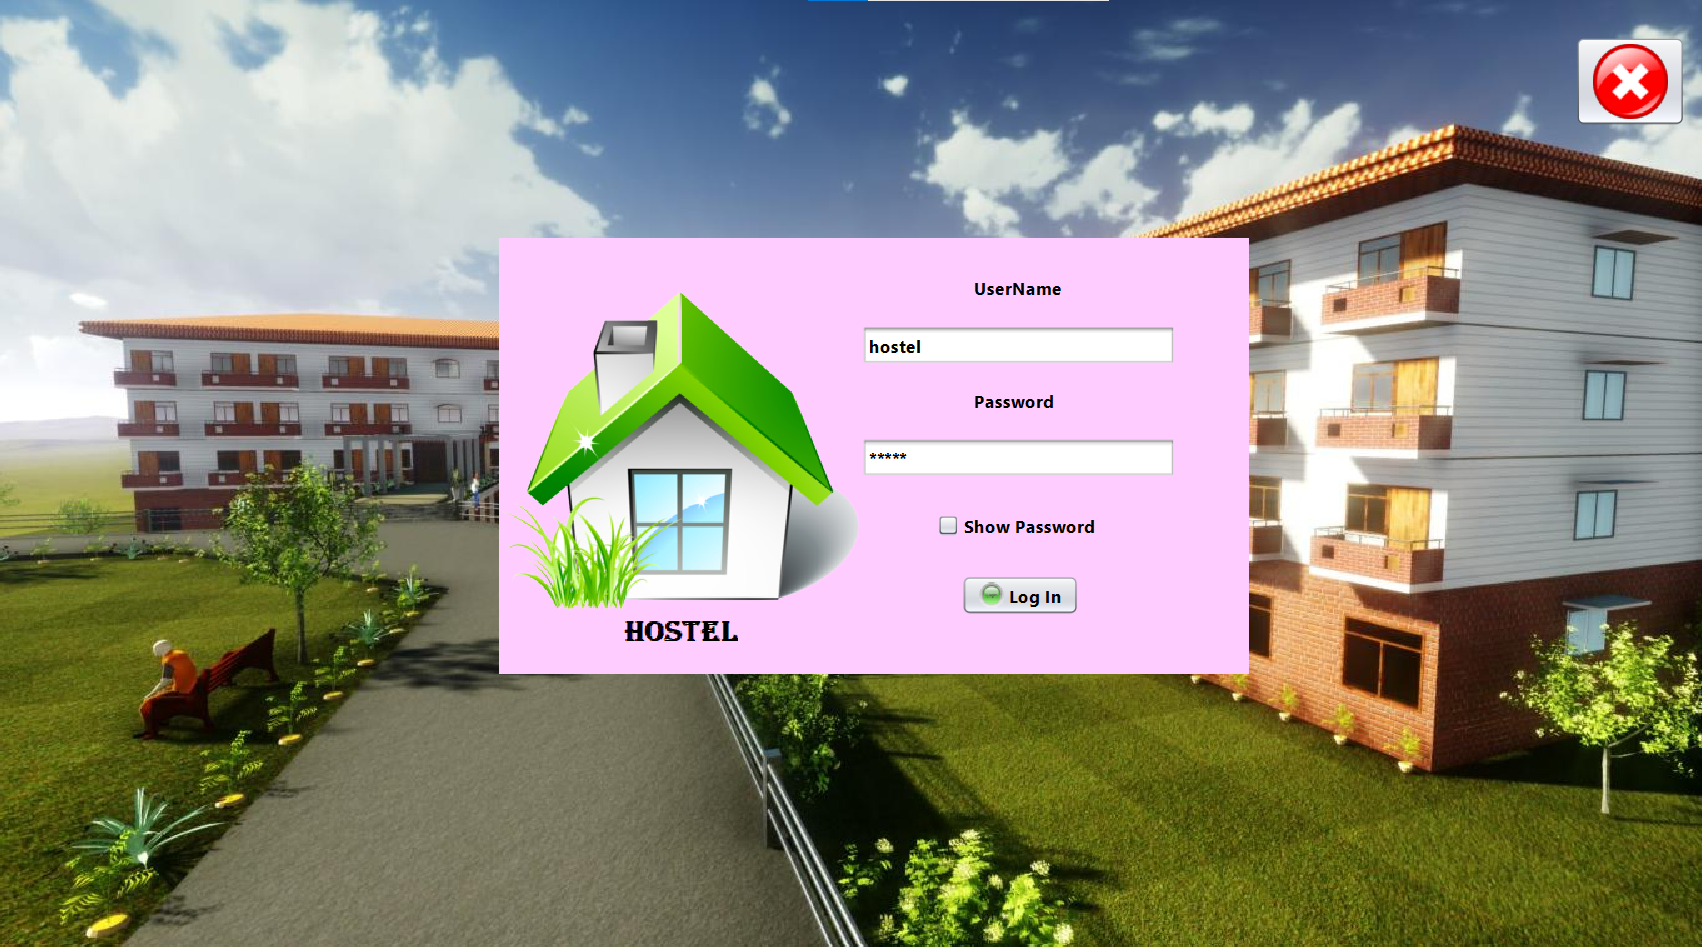 UserName
hostel
Password
*****
Show Password
Log In
HOSTEL